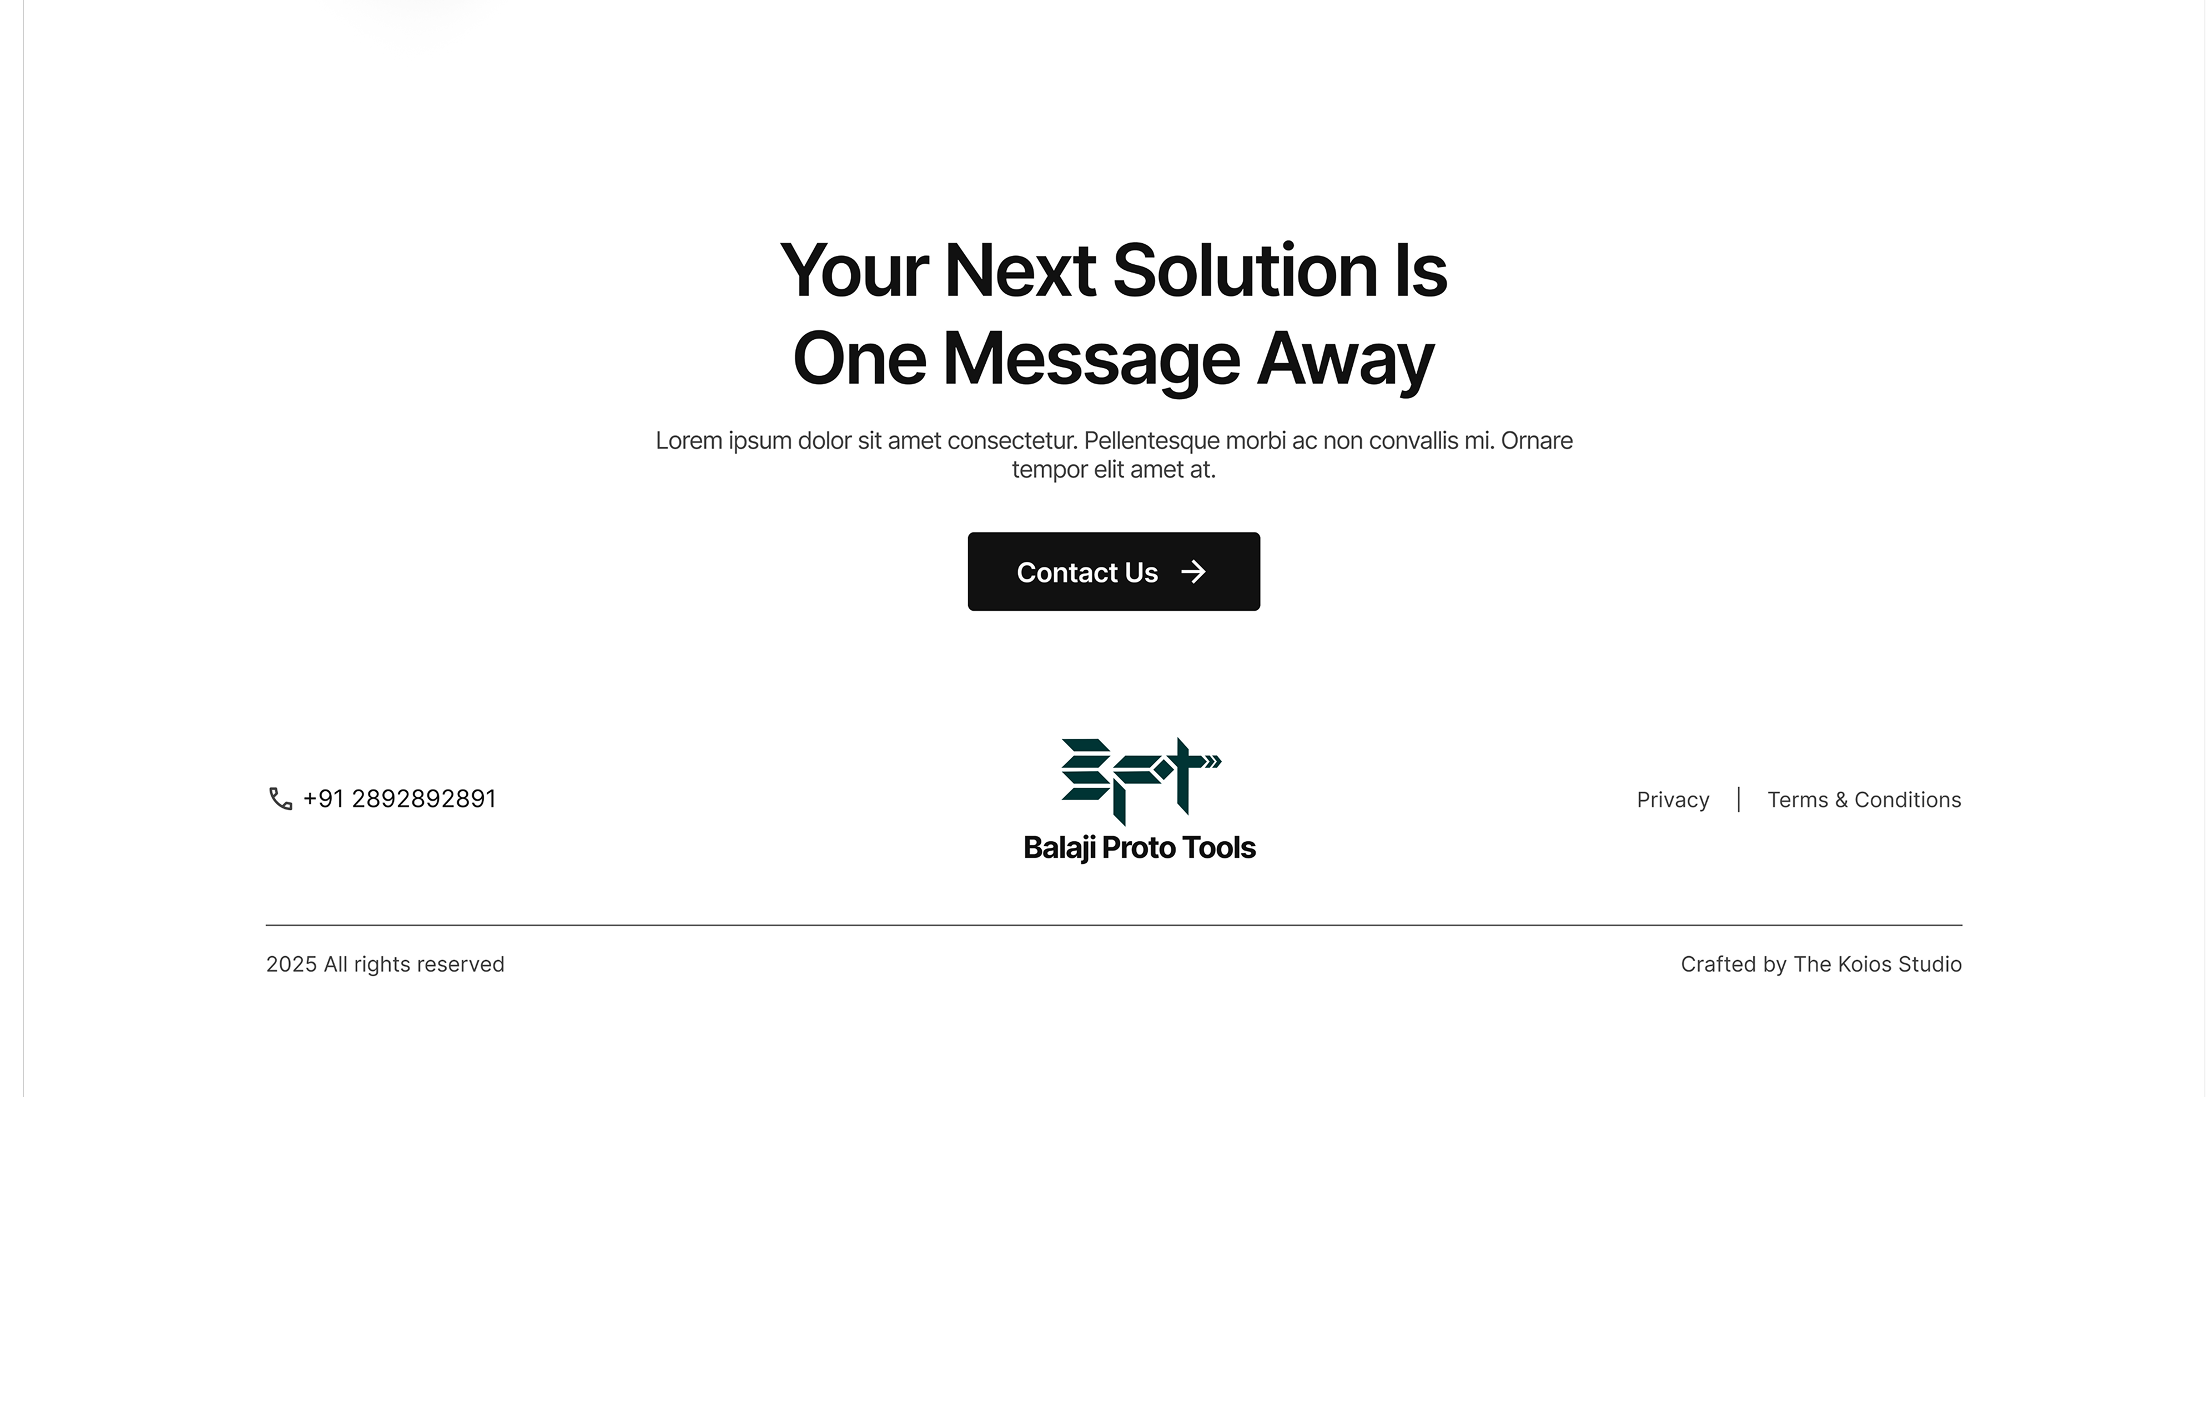 Your Next Solution Is
One Message Away
Lorem ipsum dolor sit amet consectetur. Pellentesque morbi ac non convallis mi. Ornare
tempor elit amet at.
Contact Us
bpt
+91 2892892891
Balaji Proto Tools
Privacy | Terms & Conditions
2025 All rights reserved
Crafted by The Koios Studio